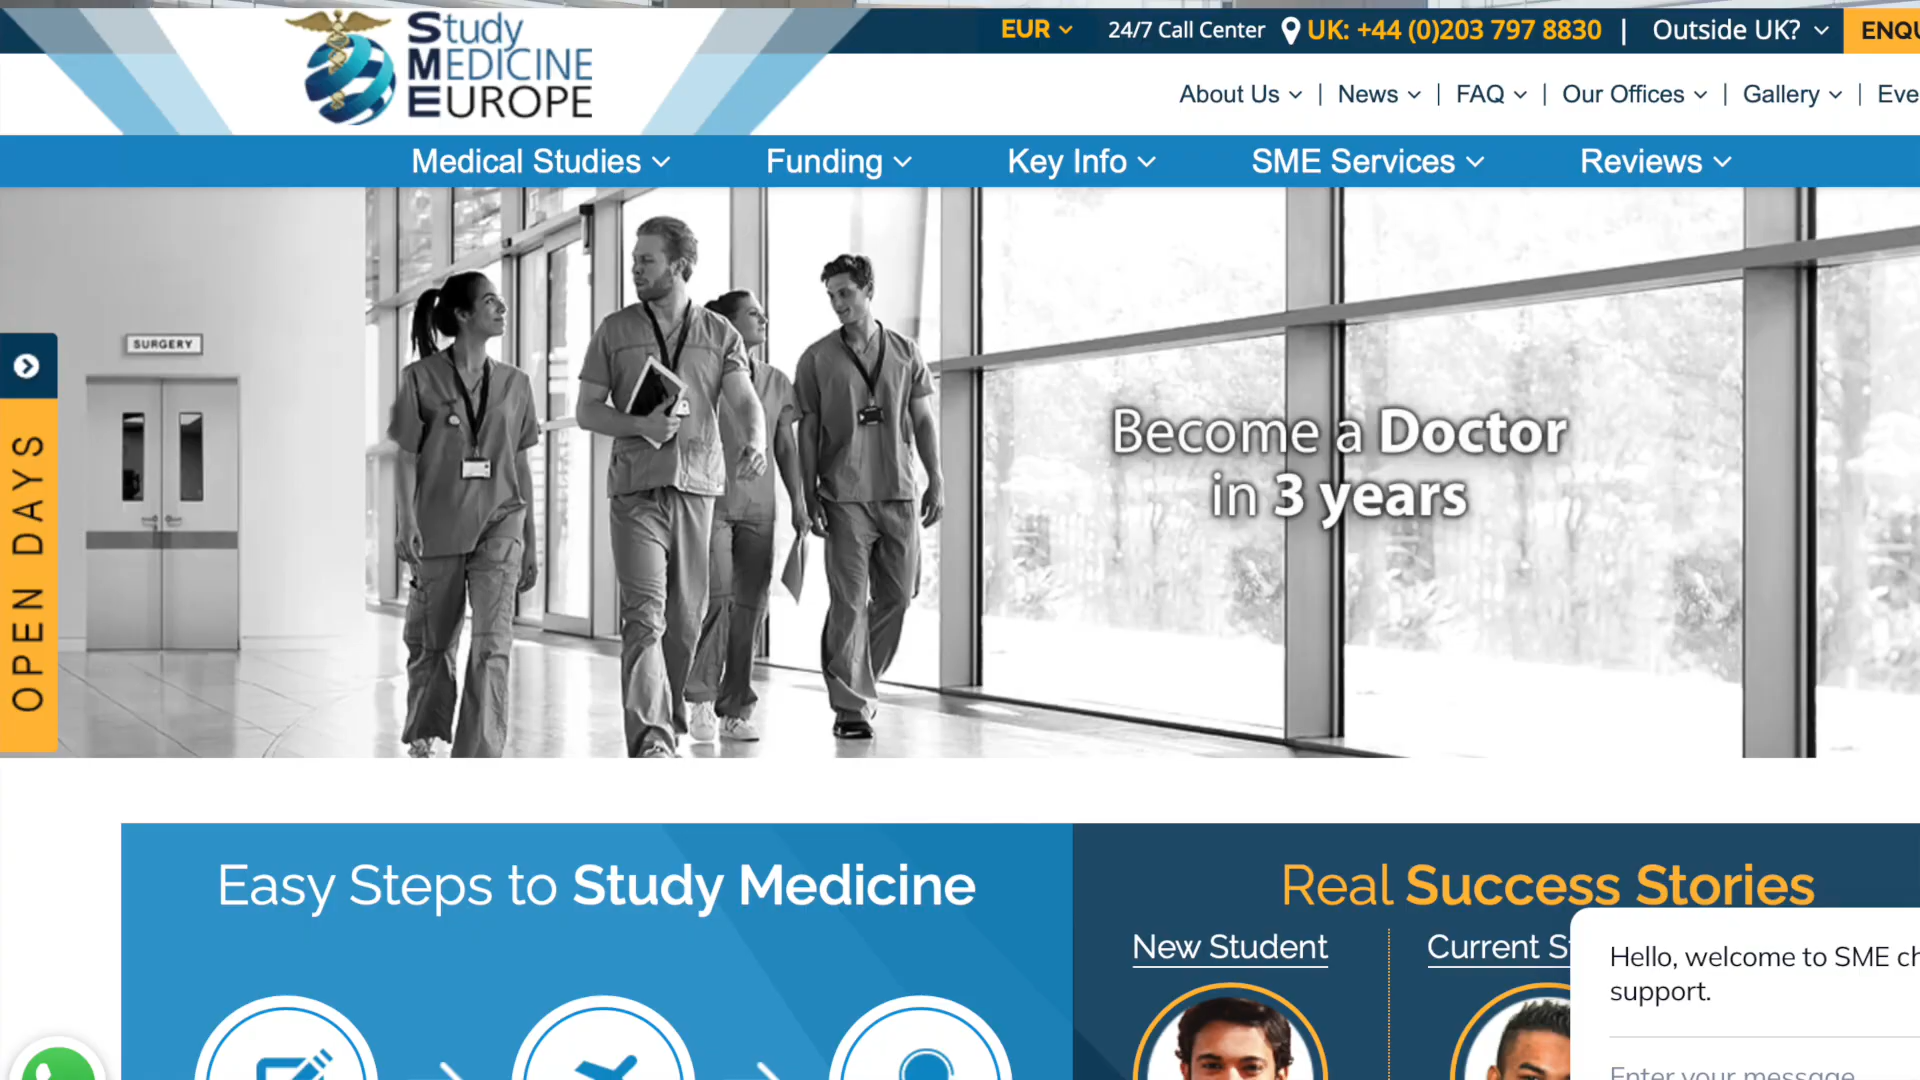 Study
MEDICINE
EUROPE
EUR
24/7 Call Center
UK: +44 (0)203 797 8830 |
Outside UK?
ENQU
About Us |
News |
FAQ |
Our Offices |
Gallery |
Eve
Medical Studies
Funding
Key Info
SME Services
Reviews
SURGERY
OPEN DAYS
Become a Doctor
in 3 years
Easy Steps to Study Medicine
Real Success Stories
New Student
Current S
Hello, welcome to SME ch
support.
Enter your message